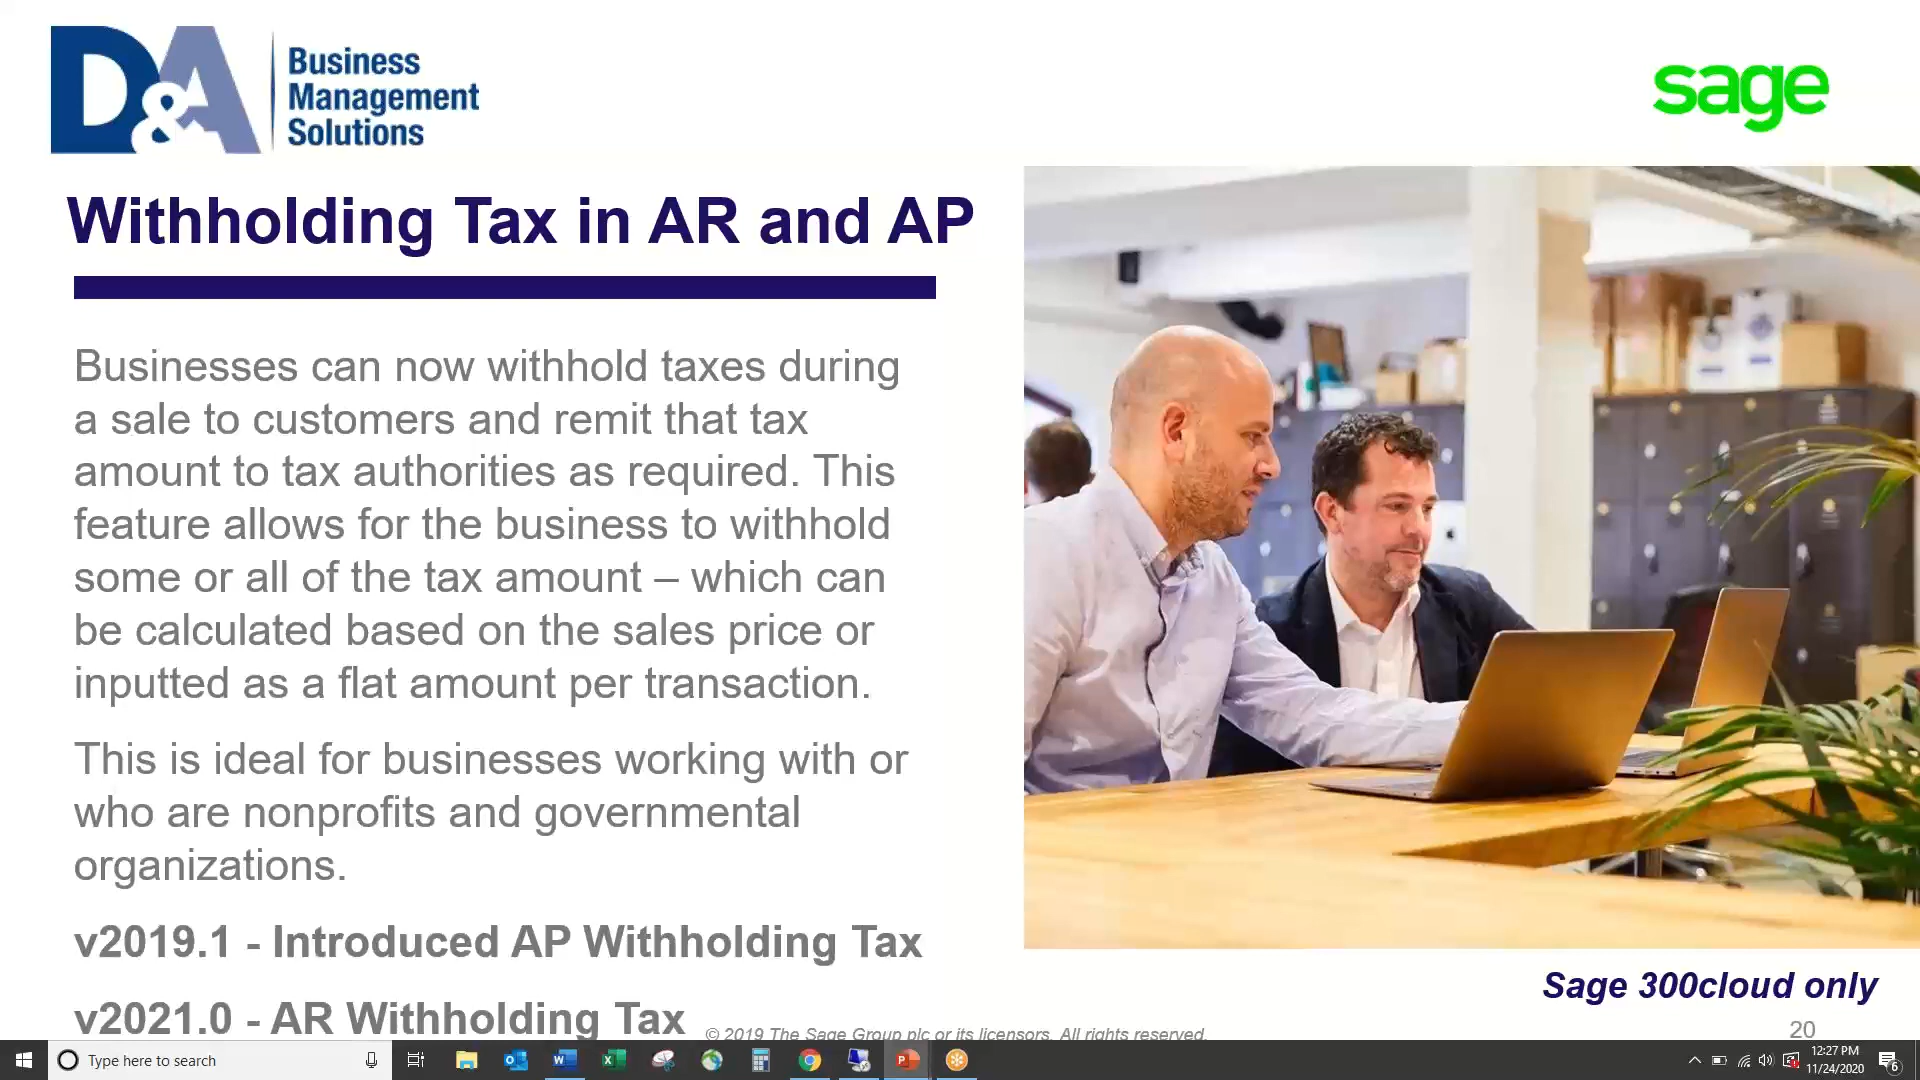 D&A
Business
Management
Solutions
sage
Withholding Tax in AR and AP
Businesses can now withhold taxes during
a sale to customers and remit that tax
amount to tax authorities as required. This
feature allows for the business to withhold
some or all of the tax amount – which can
be calculated based on the sales price or
inputted as a flat amount per transaction.
This is ideal for businesses working with or
who are nonprofits and governmental
organizations.
v2019.1 - Introduced AP Withholding Tax
v2021.0 - AR Withholding Tax
Sage 300cloud only
© 2019 The Sage Group plc or its licensors. All rights reserved.
20
Type here to search
12:27 PM
11/24/2020
6